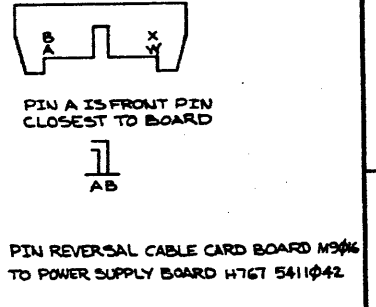 B X
A W
PIN A IS FRONT PIN
CLOSEST TO BOARD
AB
PIN REVERSAL CABLE CARD BOARD M9Ø16
TO POWER SUPPLY BOARD H767 5411Ø42